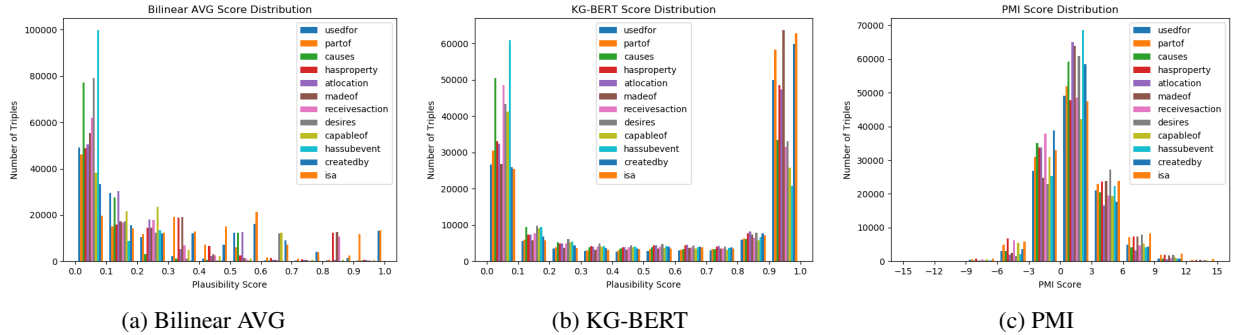 Bilinear AVG Score Distribution
100000
80000
60000
40000
20000
0
Number of Triples
0.0 0.1 0.2 0.3 0.4 0.5 0.6 0.7 0.8 0.9 1.0
Plausibility Score
usedfor
partof
causes
hasproperty
atlocation
madeof
receivesaction
desires
capableof
hassubevent
createdby
isa
(a) Bilinear AVG
KG-BERT Score Distribution
60000
50000
40000
30000
20000
10000
0
Number of Triples
0.0 0.1 0.2 0.3 0.4 0.5 0.6 0.7 0.8 0.9 1.0
Plausibility Score
usedfor
partof
causes
hasproperty
atlocation
madeof
receivesaction
desires
capableof
hassubevent
createdby
isa
(b) KG-BERT
PMI Score Distribution
70000
60000
50000
40000
30000
20000
10000
0
Number of Triples
-15 -12 -9 -6 -3 0 3 6 9 12 15
PMI Score
usedfor
partof
causes
hasproperty
atlocation
madeof
receivesaction
desires
capableof
hassubevent
createdby
isa
(c) PMI